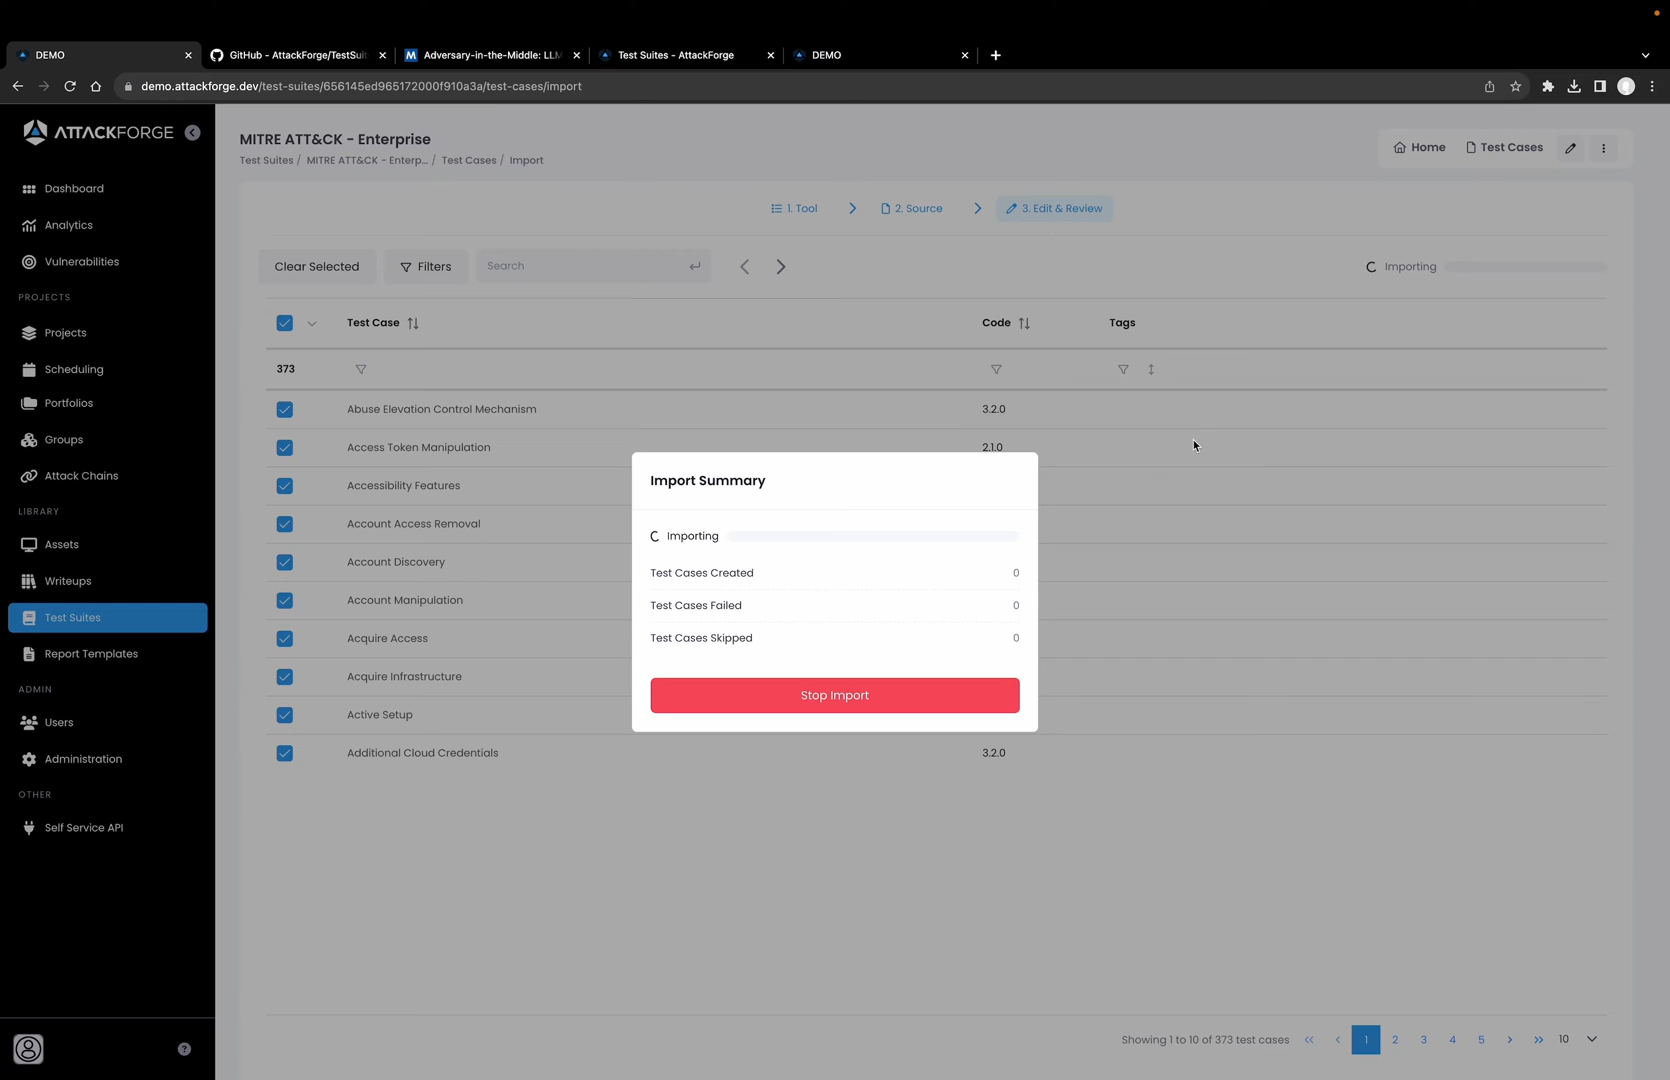 DEMO
GitHub - AttackForge/TestSuit
Adversary-in-the-Middle: LLM
Test Suites - AttackForge
DEMO
demo.attackforge.dev/test-suites/656145ed965172000f910a3a/test-cases/import
ATTACKFORGE
Dashboard
Analytics
Vulnerabilities
PROJECTS
Projects
Scheduling
Portfolios
Groups
Attack Chains
LIBRARY
Assets
Writeups
Test Suites
Report Templates
ADMIN
Users
Administration
OTHER
Self Service API
?
MITRE ATT&CK - Enterprise
Test Suites / MITRE ATT&CK - Enterp... / Test Cases / Import
Home Test Cases
1. Tool 2. Source 3. Edit & Review
Clear Selected Filters Search Importing
Test Case Code Tags
373
Abuse Elevation Control Mechanism 3.2.0
Access Token Manipulation 2.1.0
Accessibility Features
Account Access Removal
Account Discovery
Account Manipulation
Acquire Access
Acquire Infrastructure
Active Setup
Additional Cloud Credentials 3.2.0
Import Summary
Importing
Test Cases Created 0
Test Cases Failed 0
Test Cases Skipped 0
Stop Import
Showing 1 to 10 of 373 test cases « ‹ 1 2 3 4 5 › » 10